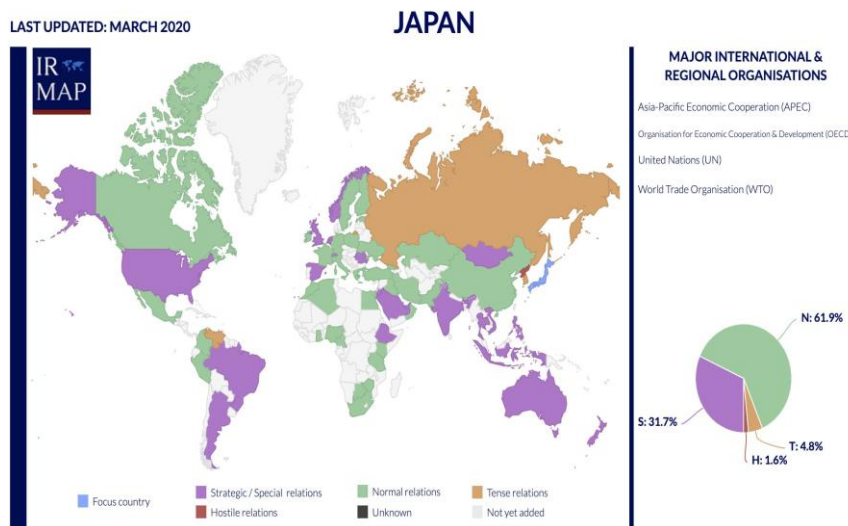 LAST UPDATED: MARCH 2020
JAPAN
IR
MAP
MAJOR INTERNATIONAL &
REGIONAL ORGANISATIONS
Asia-Pacific Economic Cooperation (APEC)
Organisation for Economic Cooperation & Development (OECD
United Nations (UN)
World Trade Organisation (WTO)
N: 61.9%
S: 31.7%
T: 4.8%
H: 1.6%
Focus country
Strategic / Special relations
Normal relations
Tense relations
Hostile relations
Unknown
Not yet added